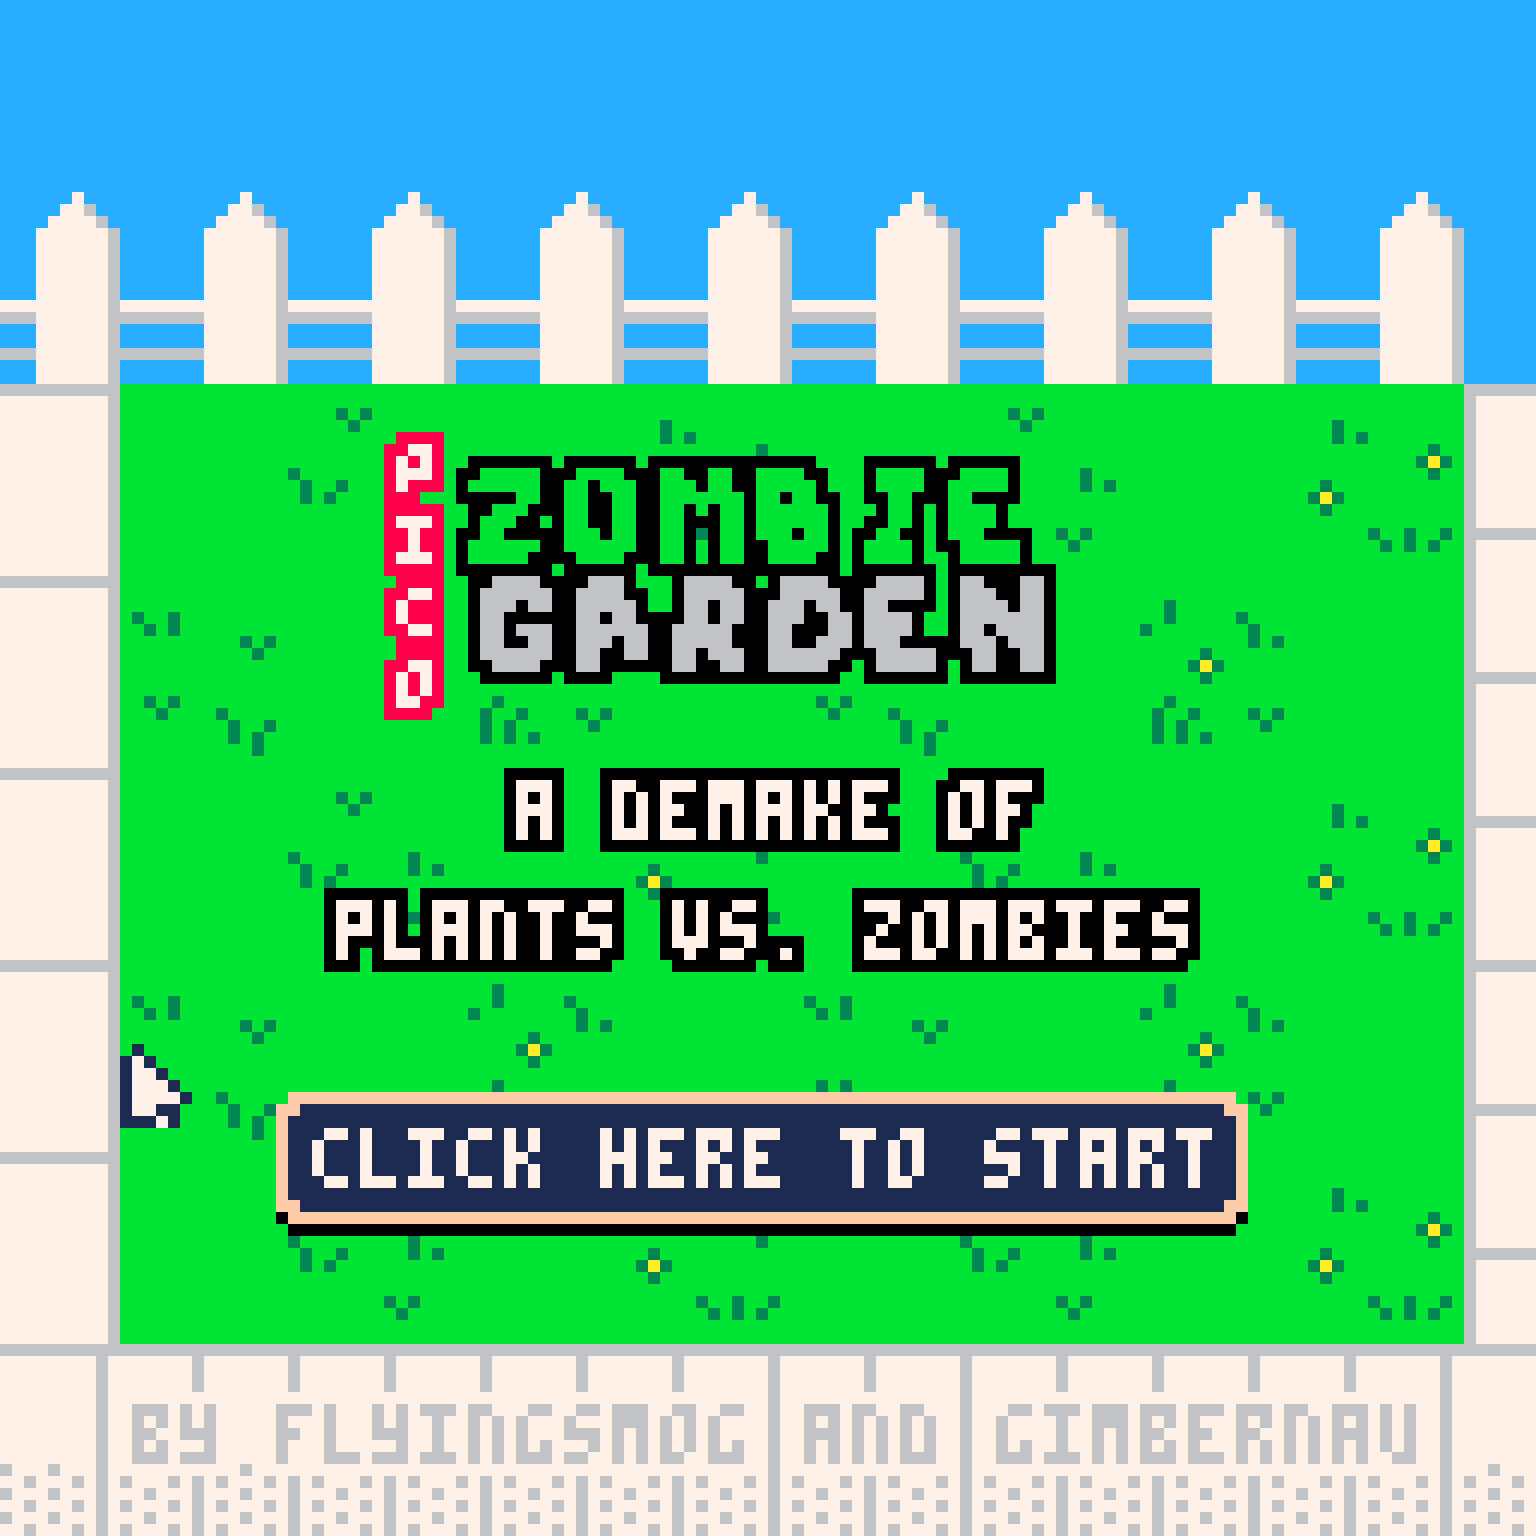 PICO
ZOMBIE
GARDEN
A DEMAKE OF
PLANTS VS. ZOMBIES
CLICK HERE TO START
BY FLYINGSMOG AND GIMBERNAU